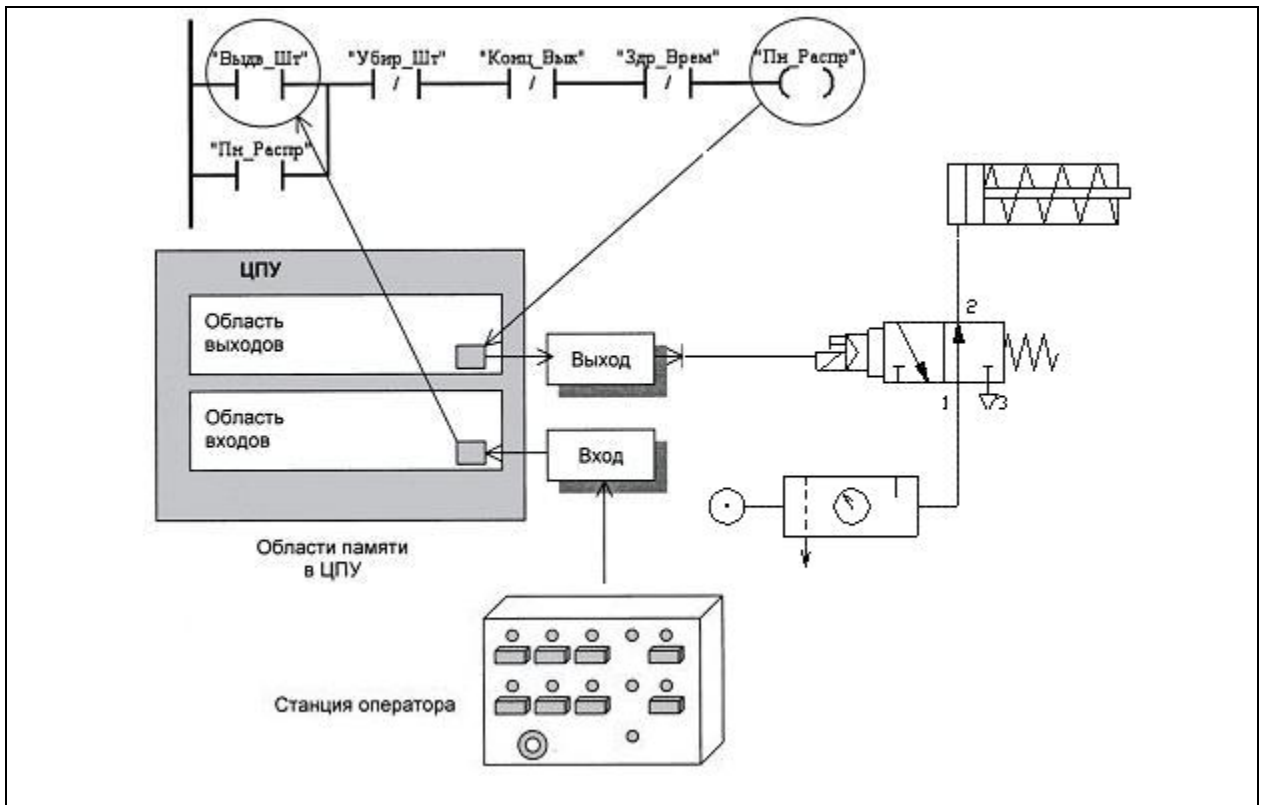 "Выдв_Шт" "Убир_Шт" "Конц_Вых" "Здр_Врем" "Пн_Распр"
"Пн_Распр"
ЦПУ
Область
выходов
Выход
Область
входов
Вход
2
1
3
Области памяти
в ЦПУ
Станция оператора